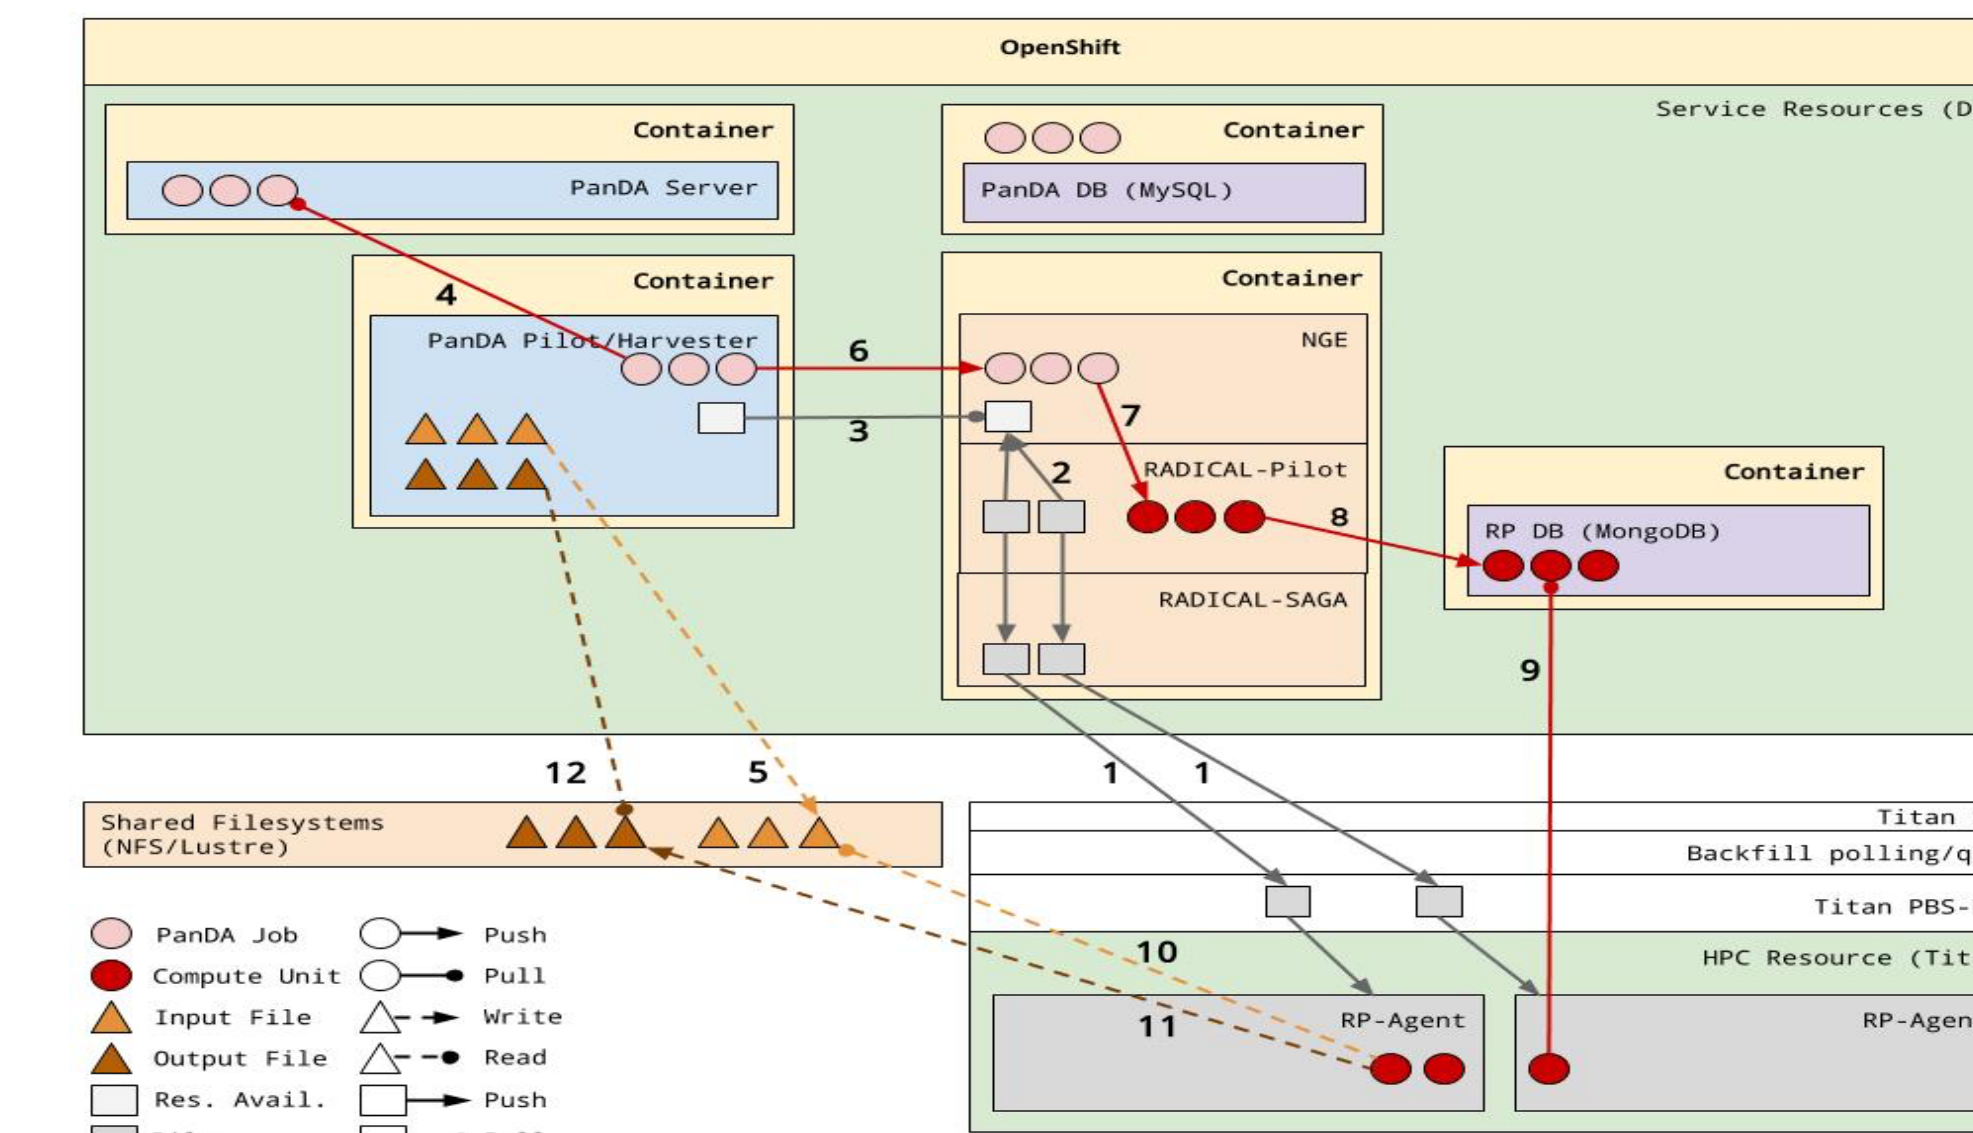 OpenShift
Service Resources (D
Container
PanDA Server
Container
PanDA DB (MySQL)
4
Container
PanDA Pilot/Harvester
6
3
Container
NGE
7
2
RADICAL-Pilot
8
RADICAL-SAGA
Container
RP DB (MongoDB)
9
12
5
1
1
Shared Filesystems
(NFS/Lustre)
Titan
Backfill polling/q
Titan PBS-
HPC Resource (Tit
10
11
RP-Agent
RP-Agen
PanDA Job
Push
Compute Unit
Pull
Input File
Write
Output File
Read
Res. Avail.
Push